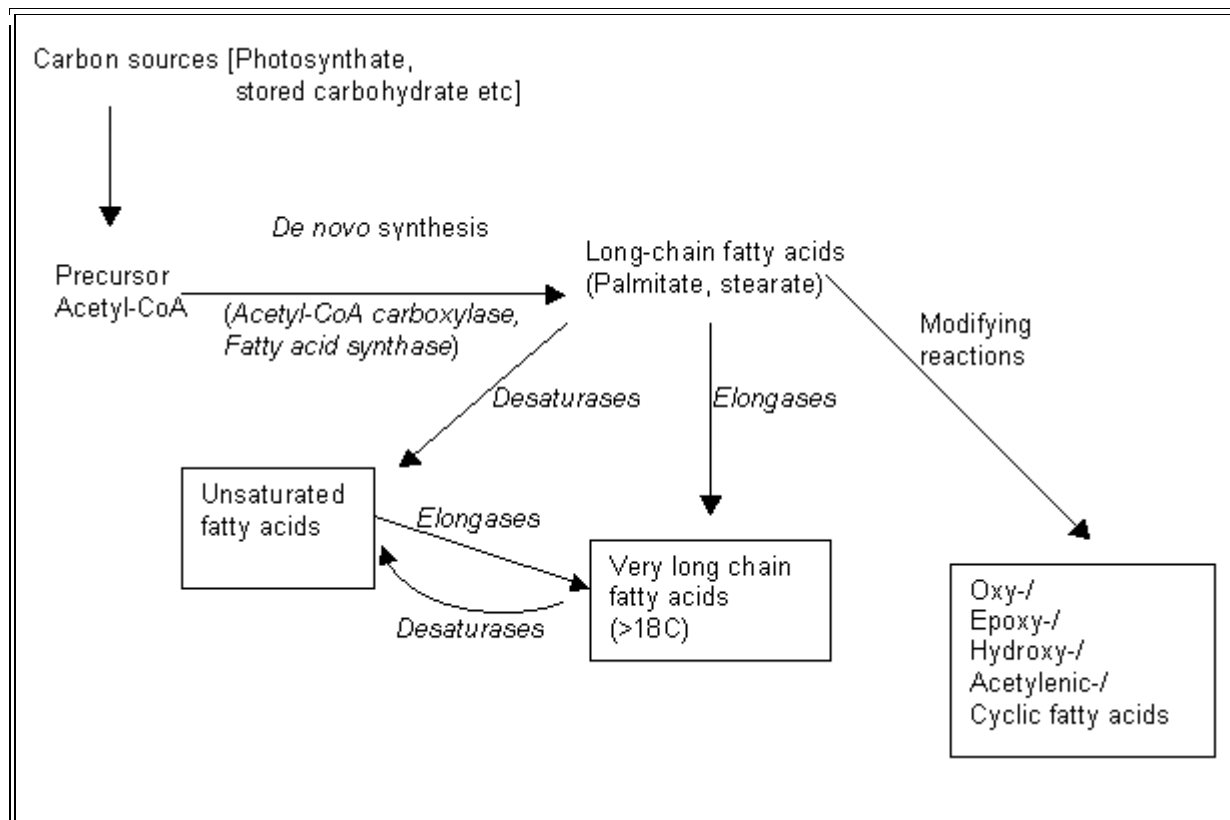 Carbon sources [Photosynthate,
stored carbohydrate etc]
De novo synthesis
Precursor
Acetyl-CoA
(Acetyl-CoA carboxylase,
Fatty acid synthase)
Long-chain fatty acids
(Palmitate, stearate)
Modifying
reactions
Desaturases
Elongases
Unsaturated
fatty acids
Elongases
Desaturases
Very long chain
fatty acids
(>18C)
Oxy-/
Epoxy-/
Hydroxy-/
Acetylenic-/
Cyclic fatty acids